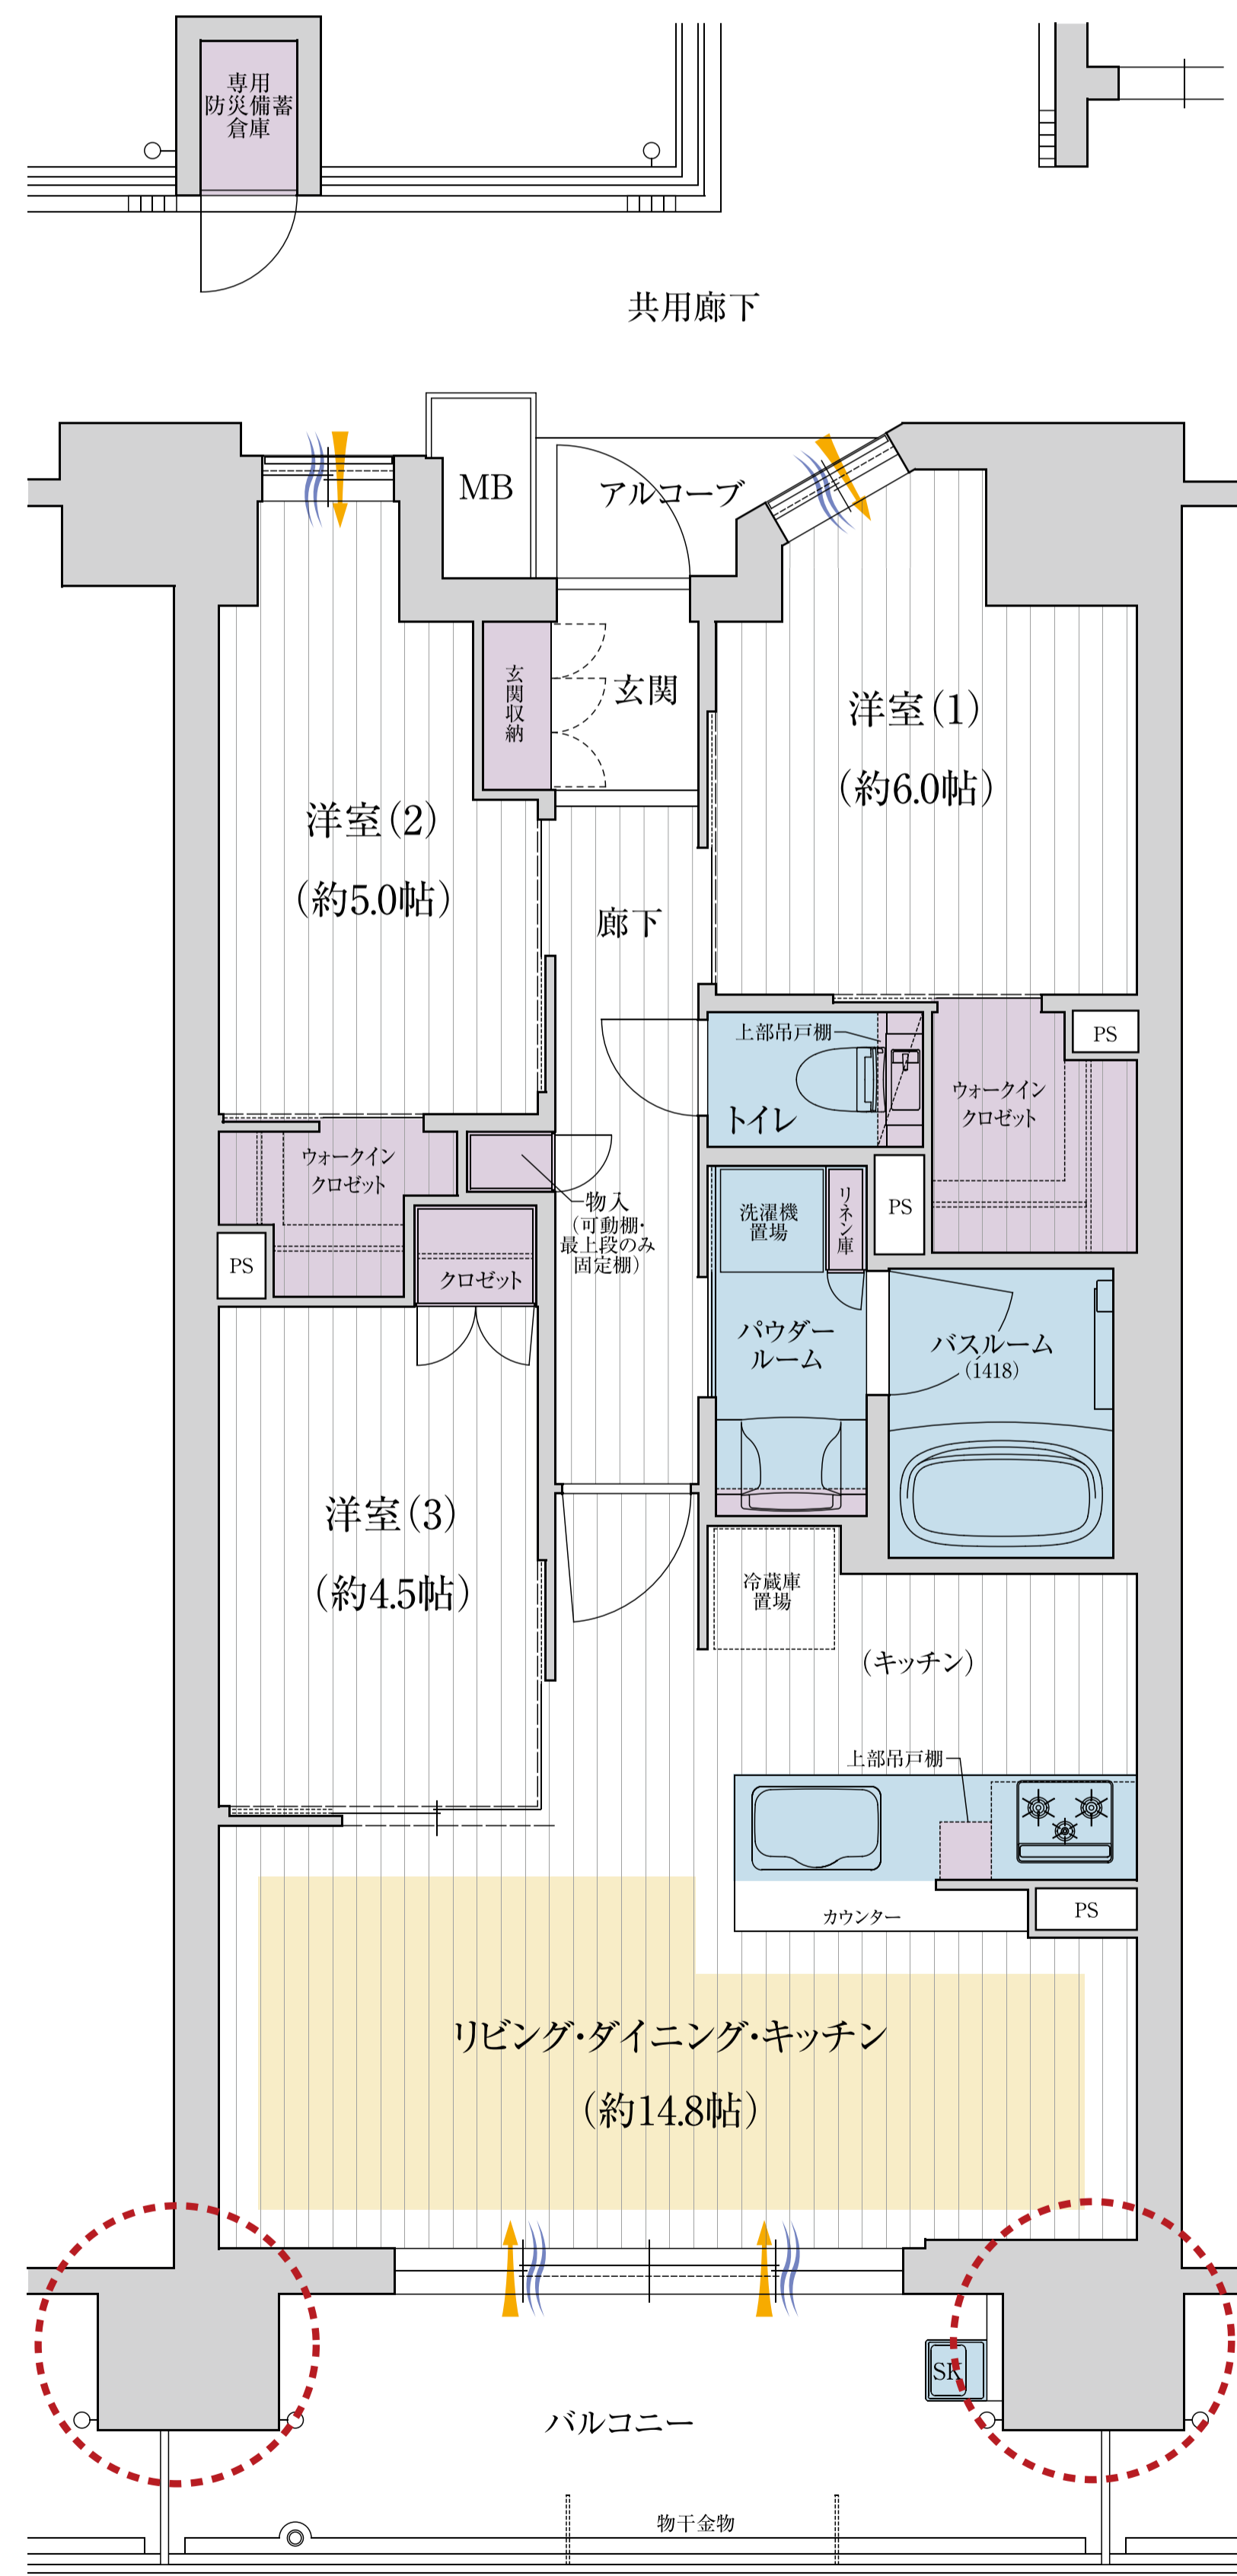 専用
防災備蓄
倉庫
共用廊下
MB
アルコーブ
玄関収納
玄関
洋室(1)
(約6.0帖)
洋室(2)
(約5.0帖)
廊下
上部吊戸棚
トイレ
PS
ウォークイン
クロゼット
ウォークイン
クロゼット
物入
(可動棚・
最上段のみ
固定棚)
PS
クロゼット
洗濯機
置場
リネン庫
PS
パウダー
ルーム
バスルーム
(1418)
洋室(3)
(約4.5帖)
冷蔵庫
置場
(キッチン)
上部吊戸棚
カウンター
PS
リビング・ダイニング・キッチン
(約14.8帖)
SK
バルコニー
物干金物